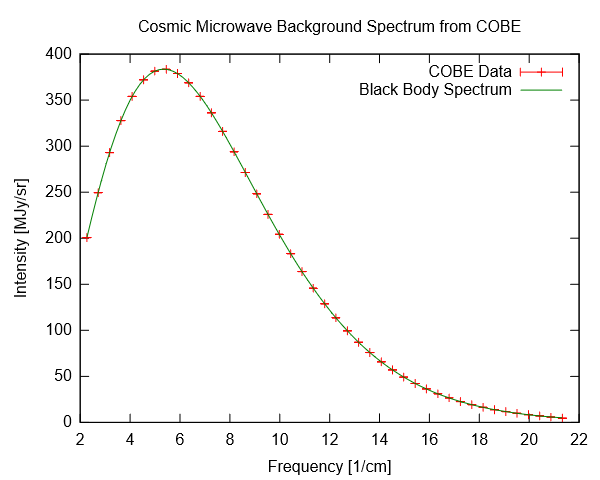 Cosmic Microwave Background Spectrum from COBE
COBE Data
Black Body Spectrum
Intensity [MJy/sr]
400
350
300
250
200
150
100
50
0
2 4 6 8 10 12 14 16 18 20 22
Frequency [1/cm]